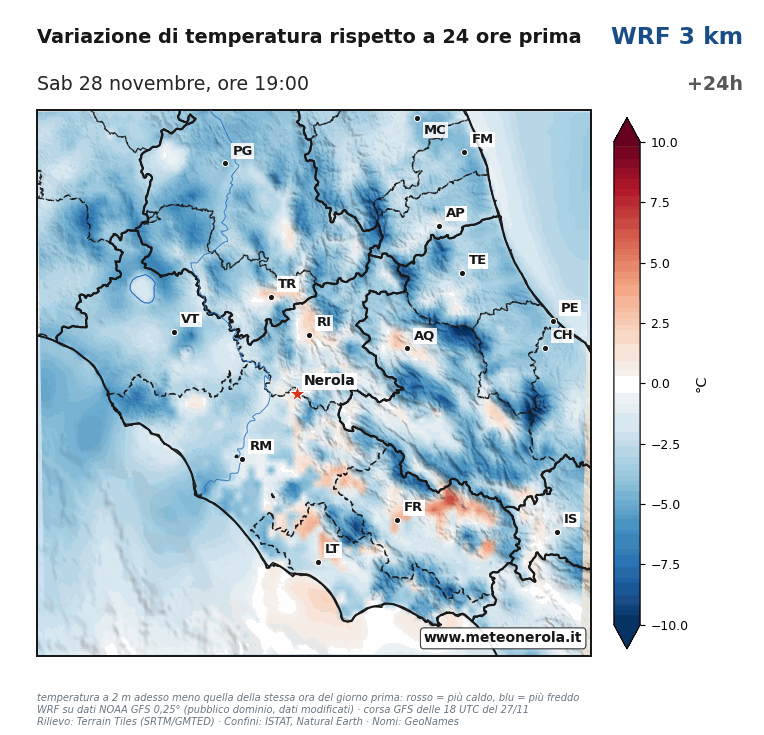 Variazione di temperatura rispetto a 24 ore prima
WRF 3 km
Sab 28 novembre, ore 19:00
+24h
MC
FM
PG
AP
TE
TR
PE
VT
RI
AQ
CH
Nerola
RM
FR
IS
LT
www.meteonerola.it
10.0
7.5
5.0
2.5
0.0
−2.5
−5.0
−7.5
−10.0
°C
temperatura a 2 m adesso meno quella della stessa ora del giorno prima: rosso = più caldo, blu = più freddo
WRF su dati NOAA GFS 0,25° (pubblico dominio, dati modificati) · corsa GFS delle 18 UTC del 27/11
Rilievo: Terrain Tiles (SRTM/GMTED) · Confini: ISTAT, Natural Earth · Nomi: GeoNames